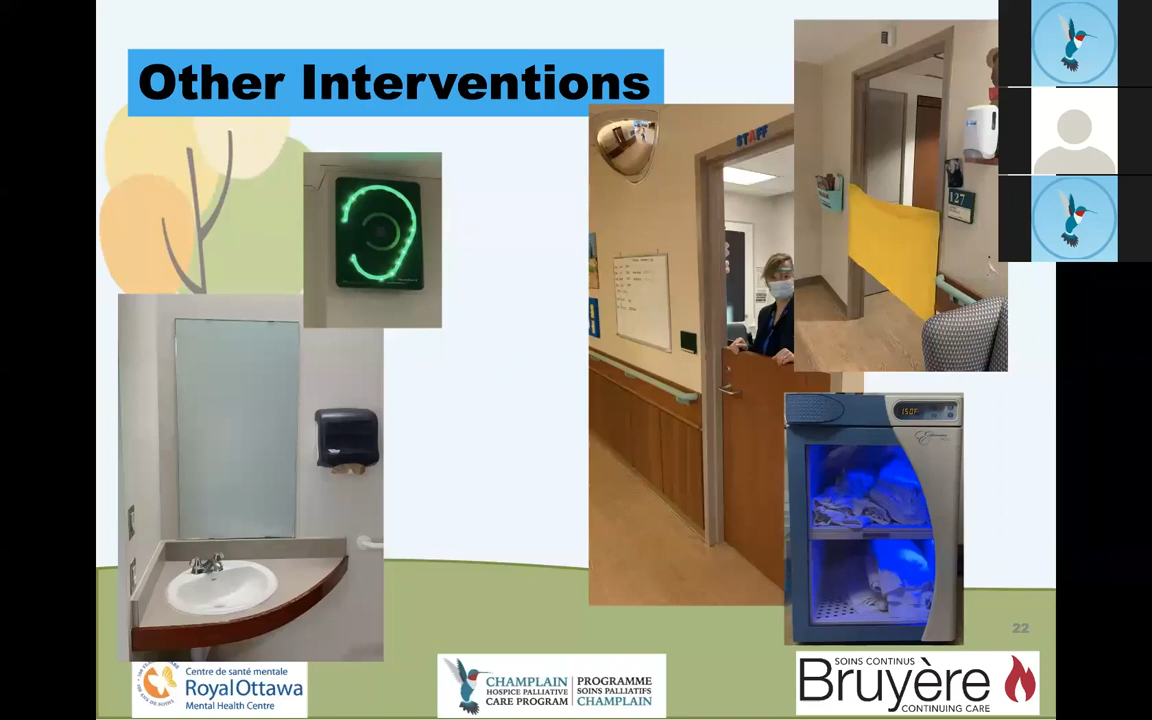 Other Interventions
STAFF
127
150F
22
Centre de santé mentale
Royal Ottawa
Mental Health Centre
CHAMPLAIN
HOSPICE PALLIATIVE
CARE PROGRAM
PROGRAMME
SOINS PALLIATIFS
CHAMPLAIN
SOINS CONTINUS
Bruyère
CONTINUING CARE